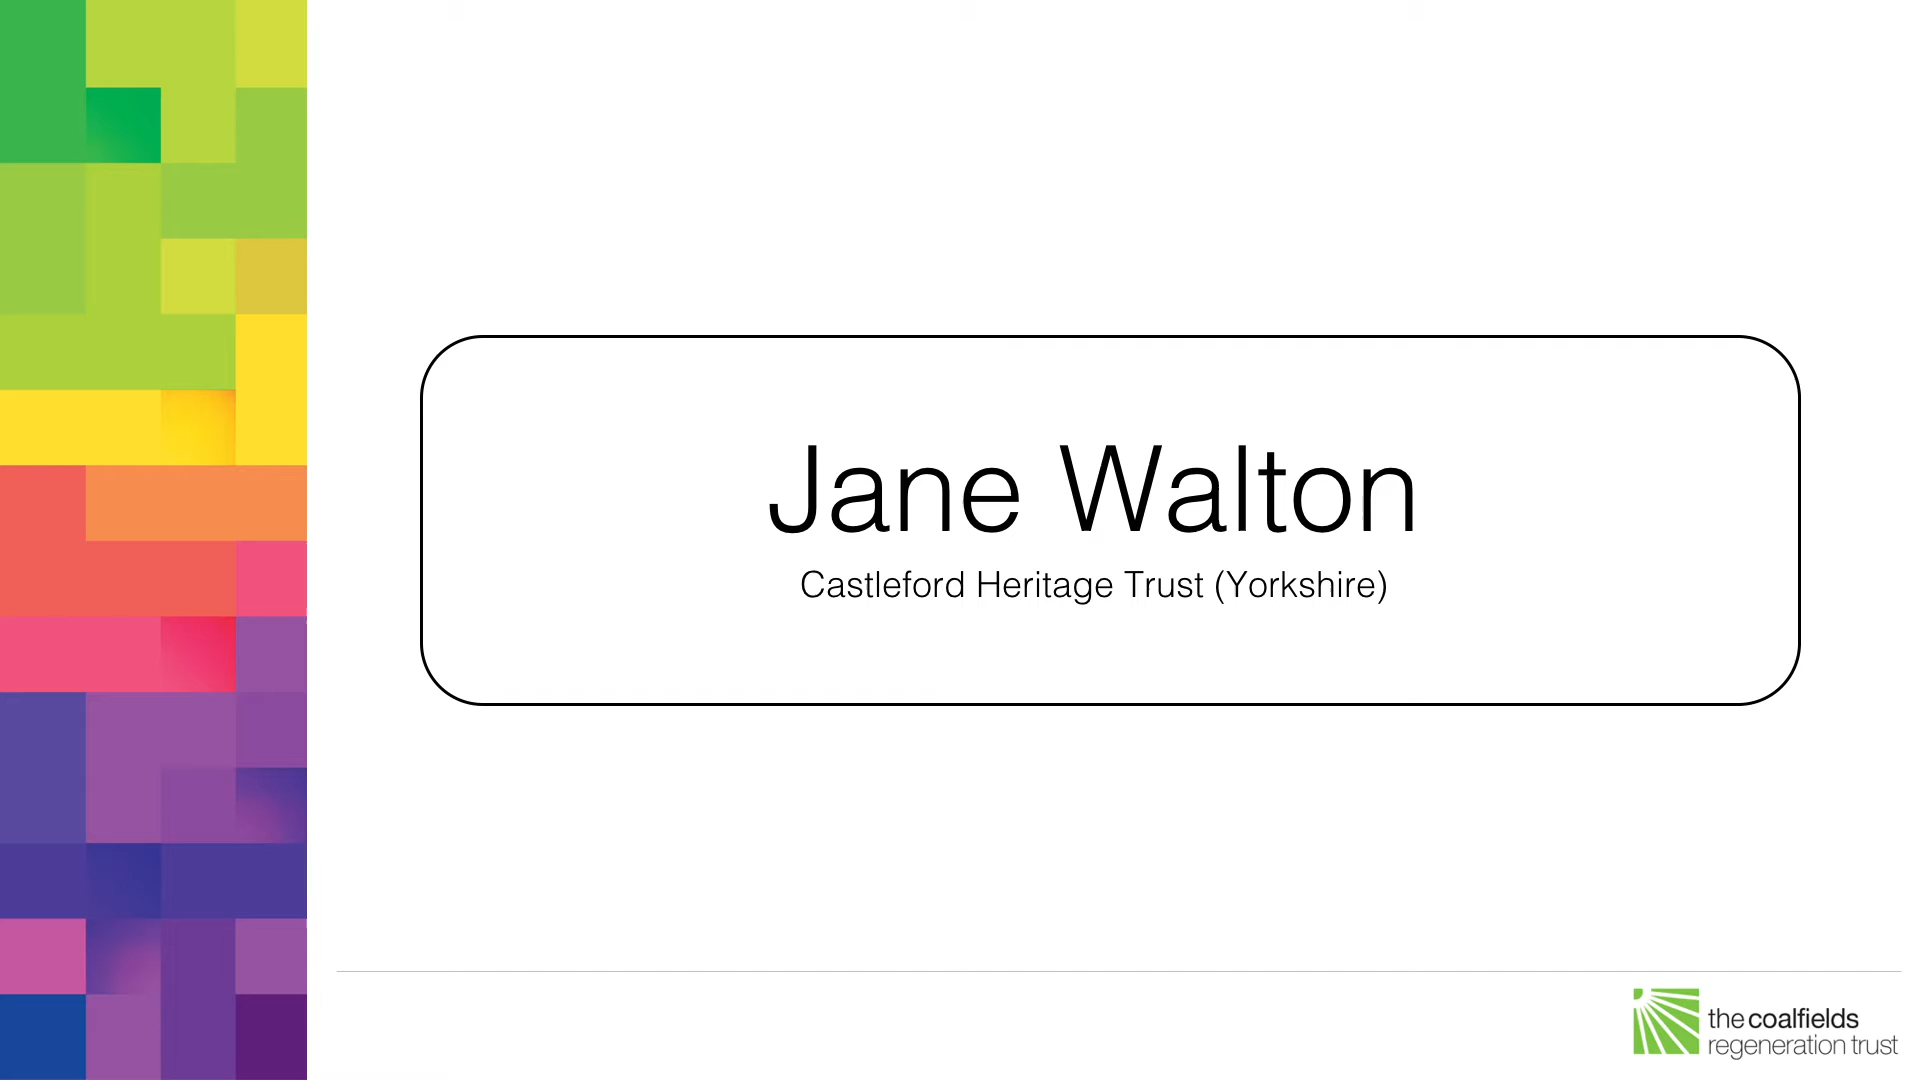 Jane Walton
Castleford Heritage Trust (Yorkshire)
the coalfields
regeneration trust